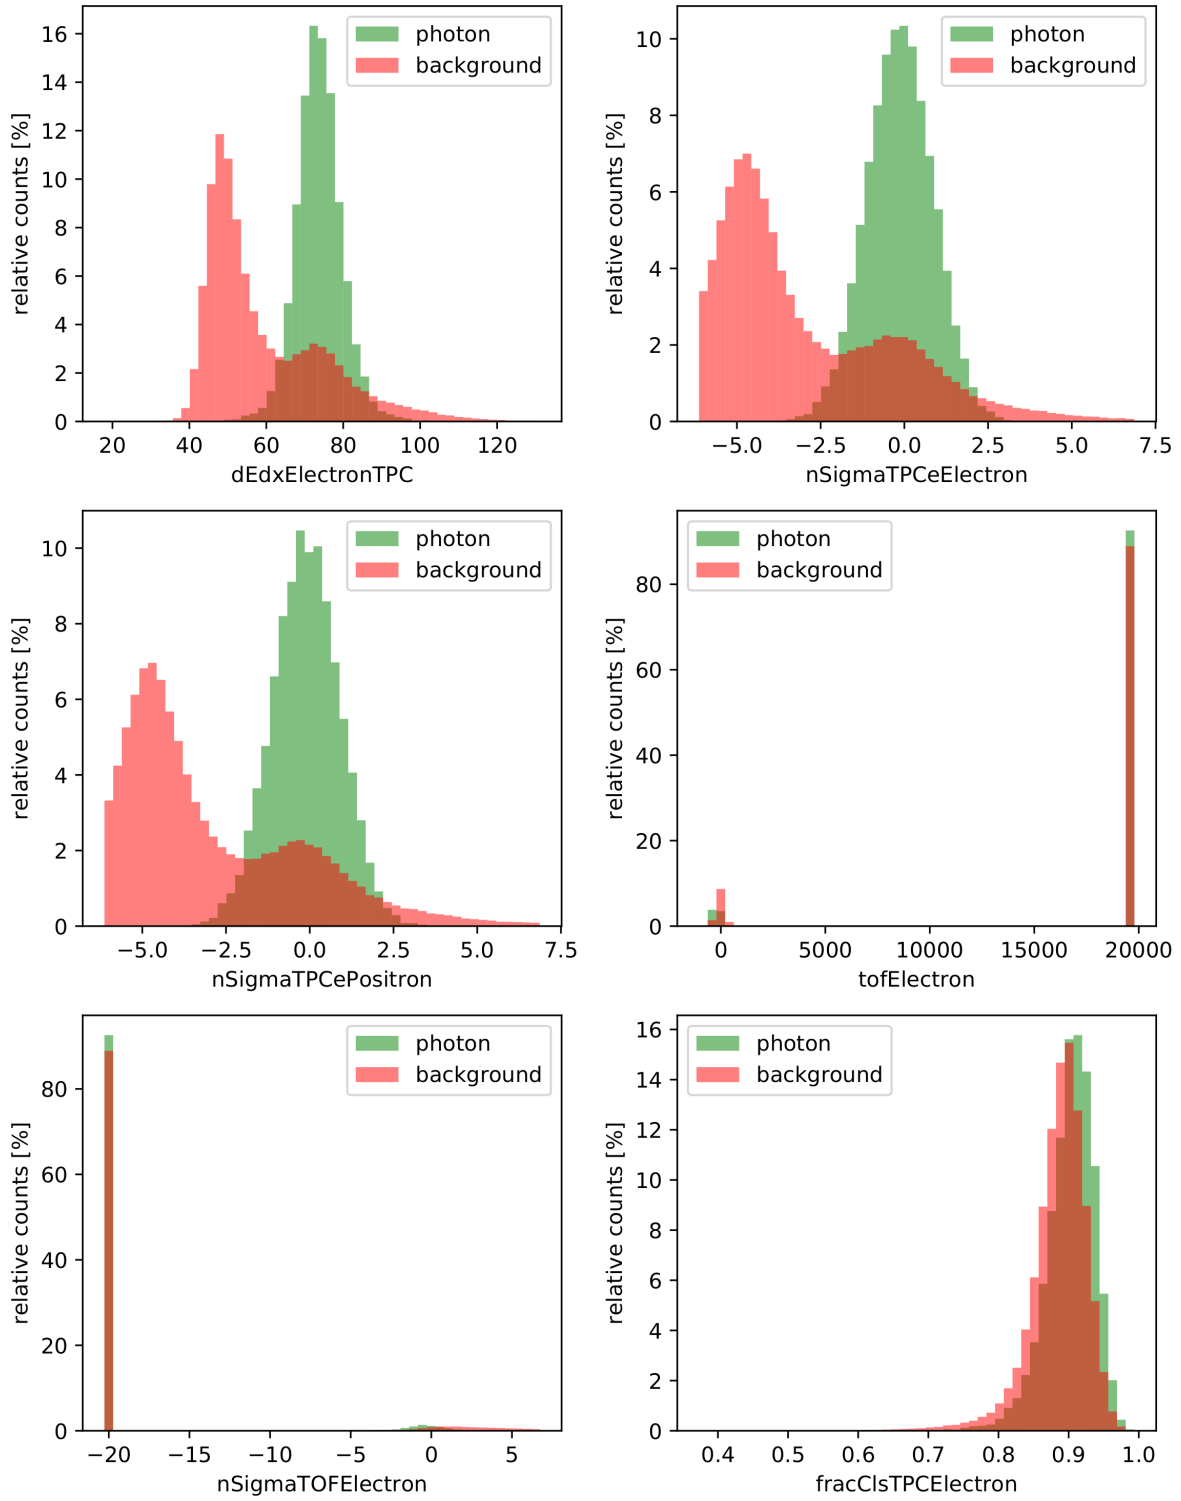 photon
background
16
14
12
10
8
6
4
2
0
relative counts [%]
20 40 60 80 100 120
dEdxElectronTPC
photon
background
10
8
6
4
2
0
relative counts [%]
−5.0 −2.5 0.0 2.5 5.0 7.5
nSigmaTPCeElectron
photon
background
10
8
6
4
2
0
relative counts [%]
−5.0 −2.5 0.0 2.5 5.0 7.5
nSigmaTPCePositron
photon
background
80
60
40
20
0
relative counts [%]
0 5000 10000 15000 20000
tofElectron
photon
background
80
60
40
20
0
relative counts [%]
−20 −15 −10 −5 0 5
nSigmaTOFElectron
photon
background
16
14
12
10
8
6
4
2
0
relative counts [%]
0.4 0.5 0.6 0.7 0.8 0.9 1.0
fracClsTPCElectron